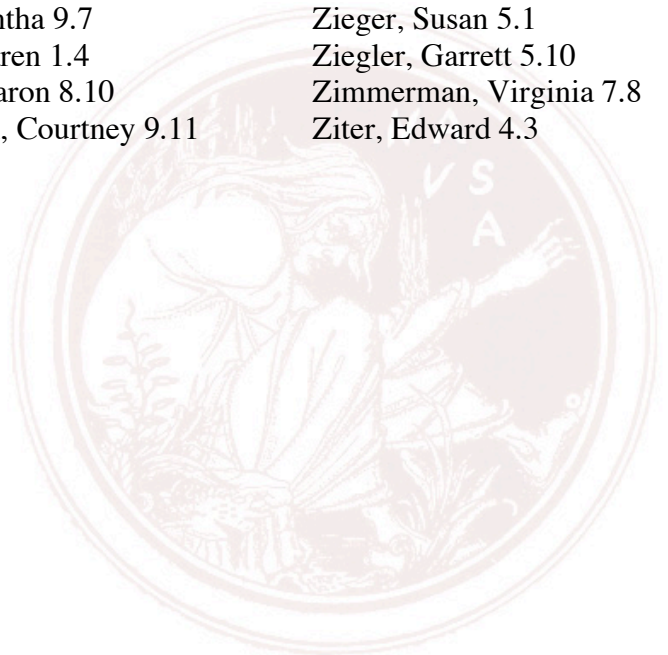 ntha 9.7
ren 1.4
aron 8.10
, Courtney 9.11
Zieger, Susan 5.1
Ziegler, Garrett 5.10
Zimmerman, Virginia 7.8
Ziter, Edward 4.3
V S
A